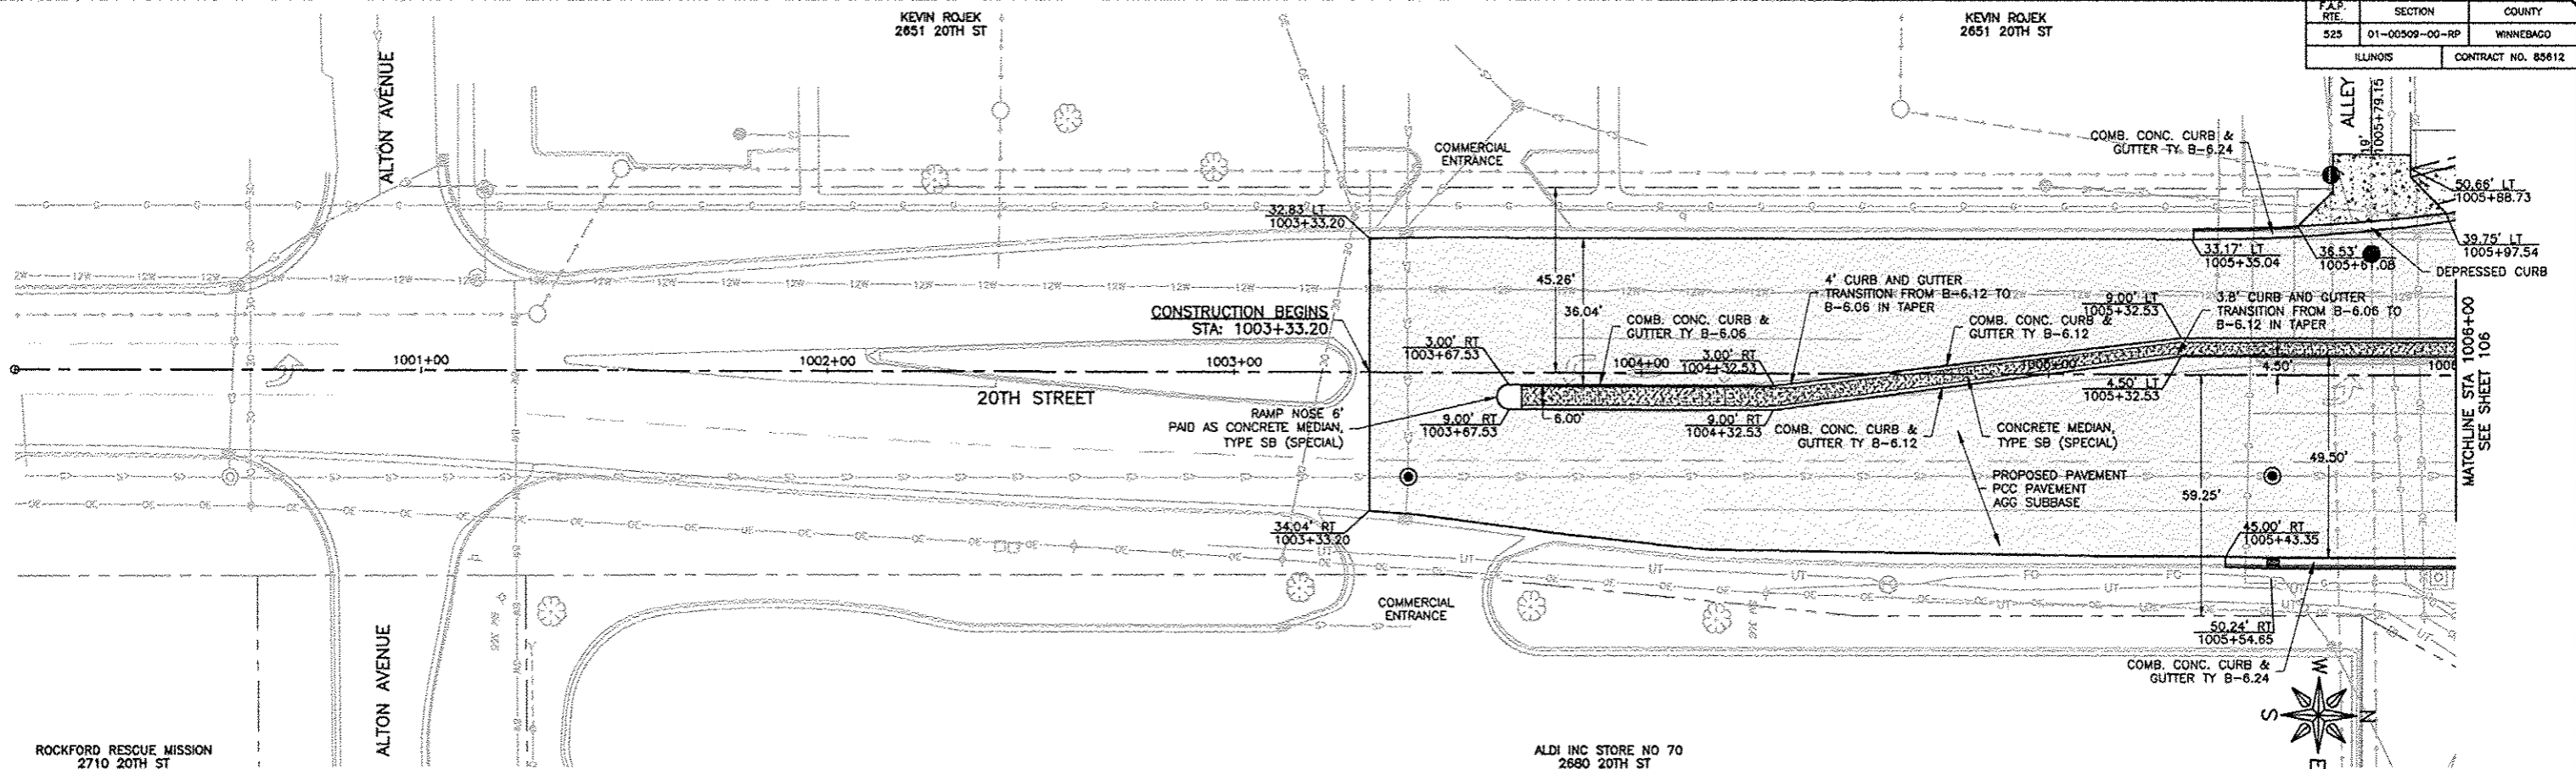 F.A.P.
RTE.
SECTION
COUNTY
525
01-00509-00-RP
WINNEBAGO
ILLINOIS
CONTRACT NO. 85612
KEVIN ROJEK
2651 20TH ST
KEVIN ROJEK
2651 20TH ST
ALTON AVENUE
COMMERCIAL
ENTRANCE
ALLEY
19'
1005+79.15
COMB. CONC. CURB &
GUTTER TY B-6.24
50.66' LT
1005+88.73
32.83' LT
1003+33.20
33.17' LT
1005+35.04
36.53'
1005+61.08
39.75' LT
1005+97.54
DEPRESSED CURB
45.26'
36.04'
4' CURB AND GUTTER
TRANSITION FROM B-6.12 TO
B-6.06 IN TAPER
9.00' LT
1005+32.53
3.8' CURB AND GUTTER
TRANSITION FROM B-6.06 TO
B-6.12 IN TAPER
CONSTRUCTION BEGINS
STA: 1003+33.20
COMB. CONC. CURB &
GUTTER TY B-6.06
COMB. CONC. CURB &
GUTTER TY B-6.12
3.00' RT
1003+67.53
3.00' RT
1004+32.53
1001+00
1002+00
1003+00
1004+00
1005+00
4.50'
4.50' LT
1005+32.53
MATCHLINE STA 1006+00
SEE SHEET 106
20TH STREET
RAMP NOSE 6'
PAID AS CONCRETE MEDIAN,
TYPE SB (SPECIAL)
9.00' RT
1003+67.53
6.00'
9.00' RT
1004+32.53
COMB. CONC. CURB &
GUTTER TY B-6.12
CONCRETE MEDIAN,
TYPE SB (SPECIAL)
49.50'
PROPOSED PAVEMENT
PCC PAVEMENT
AGG SUBBASE
59.25'
34.04' RT
1003+33.20
45.00' RT
1005+43.35
COMMERCIAL
ENTRANCE
50.24' RT
1005+54.65
COMB. CONC. CURB &
GUTTER TY B-6.24
ALTON AVENUE
W
S
N
E
ROCKFORD RESCUE MISSION
2710 20TH ST
ALDI INC STORE NO 70
2680 20TH ST